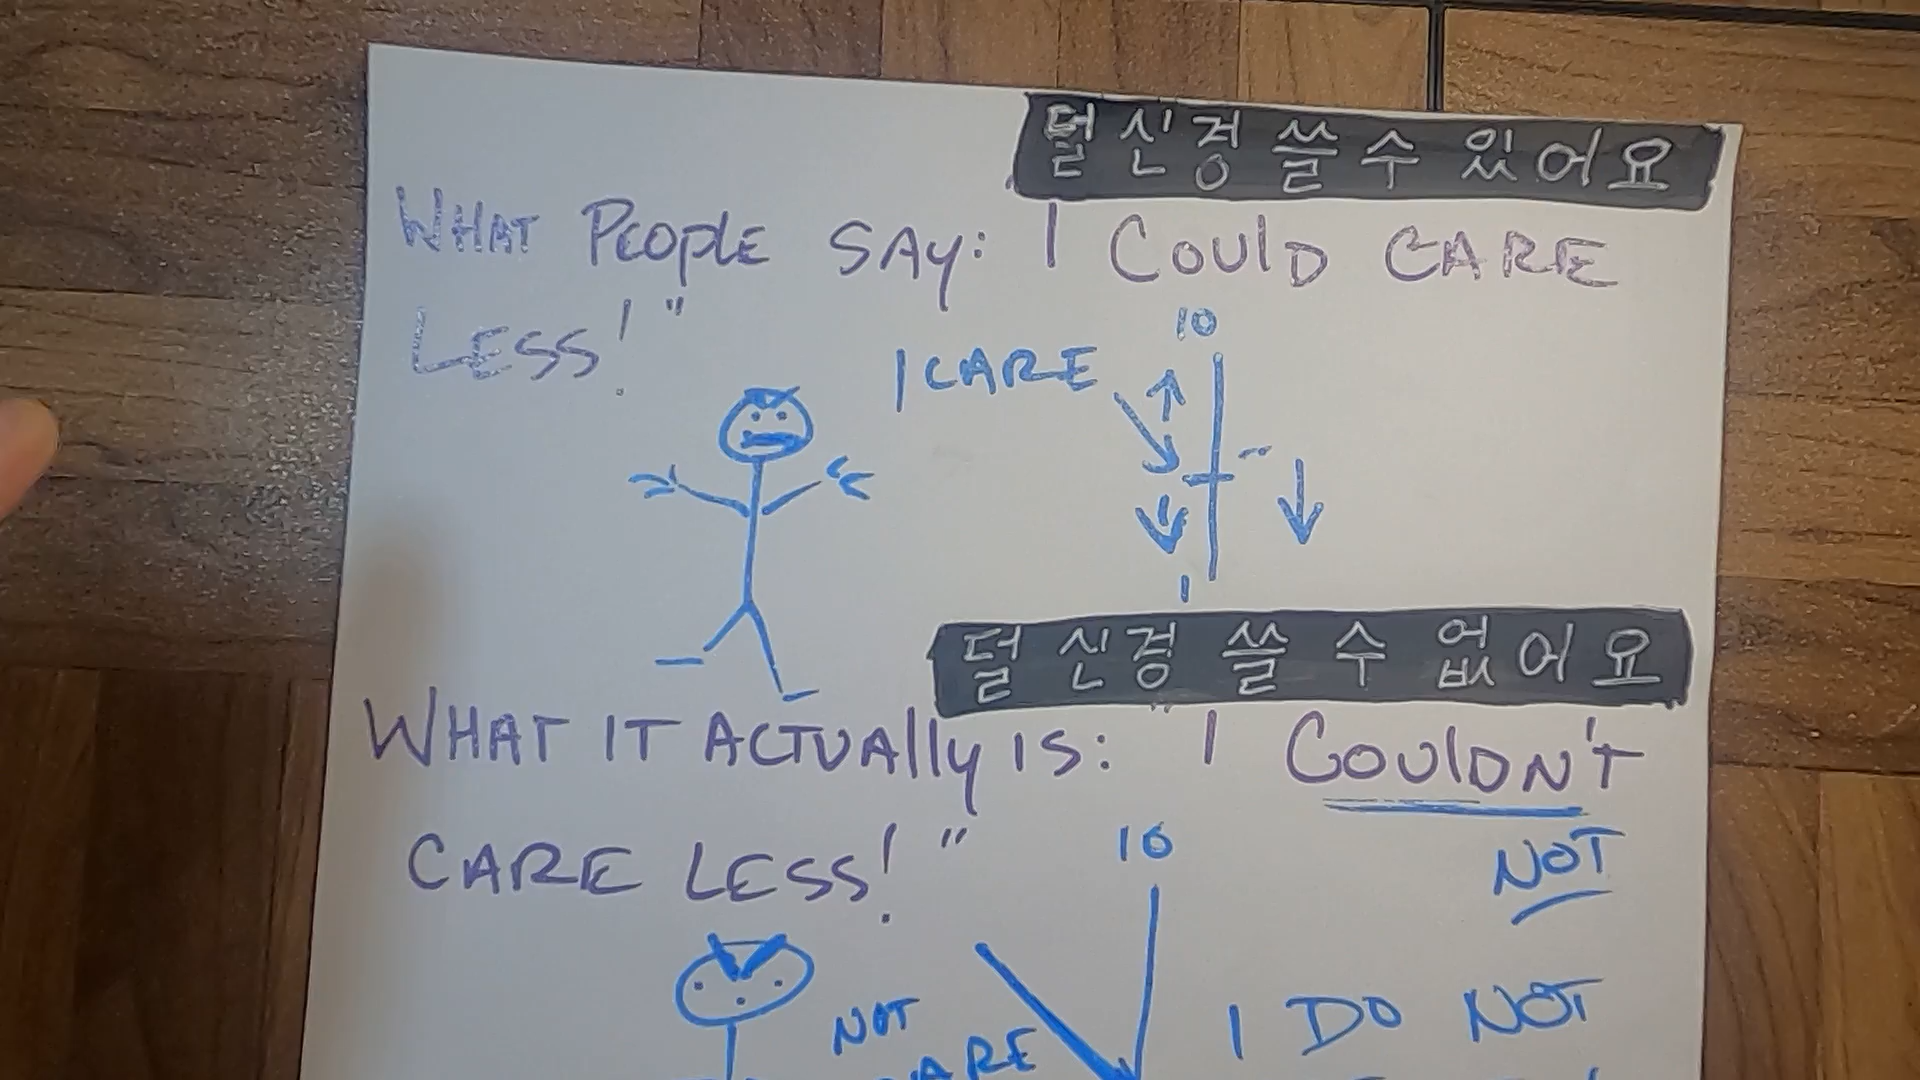 덜 신경 쓸 수 있어요
WHAT PEOPLE SAY: I COULD CARE
LESS!"
10
I CARE
1
덜 신경 쓸 수 없어요
WHAT IT ACTUALLY IS: "I COULDN'T
CARE LESS!"
10
NOT
NOT
I DO NOT